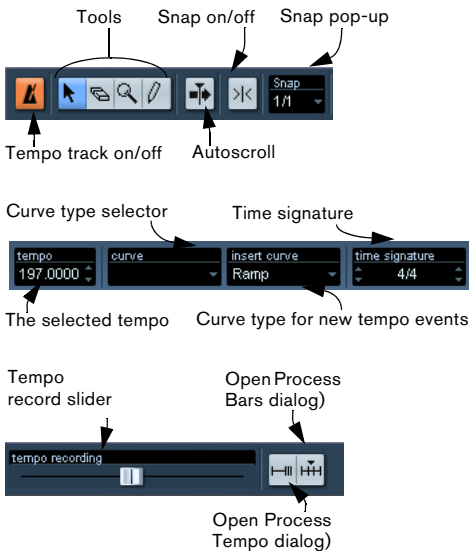 Tools
Snap on/off
Snap pop-up
Snap
1/1
Tempo track on/off
Autoscroll
Curve type selector
Time signature
tempo
curve
insert curve
time signature
197.0000
Ramp
4/4
The selected tempo
Curve type for new tempo events
Tempo
record slider
Open Process
Bars dialog)
tempo recording
Open Process
Tempo dialog)